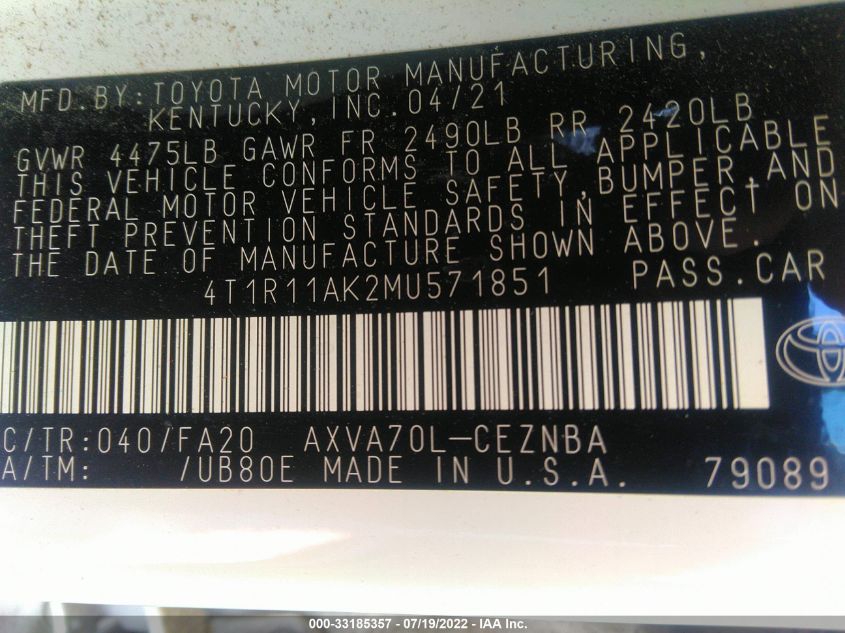 MFD.BY:TOYOTA MOTOR MANUFACTURING,
KENTUCKY,INC.04/21
GVWR 4475LB GAWR FR 2490LB RR 2420LB
THIS VEHICLE CONFORMS TO ALL APPLICABLE
FEDERAL MOTOR VEHICLE SAFETY,BUMPER,AND
THEFT PREVENTION STANDARDS IN EFFECT ON
THE DATE OF MANUFACTURE SHOWN ABOVE.
4T1R11AK2MU571851 PASS.CAR
C/TR:040/FA20 AXVA70L-CEZNBA
A/TM: /UB80E MADE IN U.S.A. 79089
000-33185357 - 07/19/2022 - IAA Inc.